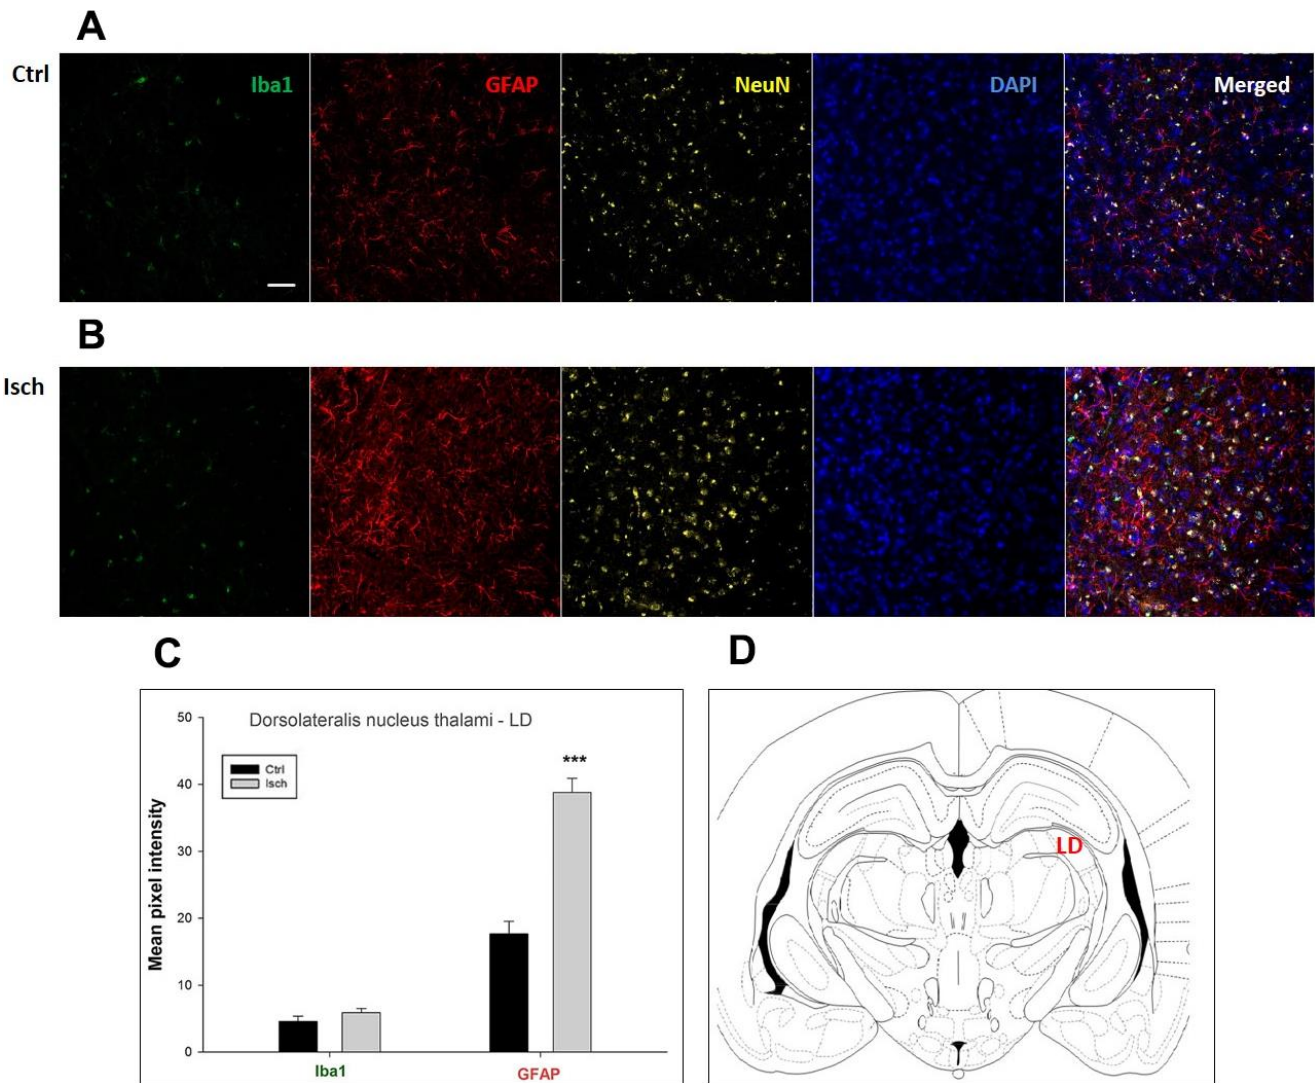 A
Ctrl
Iba1
GFAP
NeuN
DAPI
Merged
B
Isch
C
Dorsolateralis nucleus thalami - LD
Ctrl
Isch
***
Mean pixel intensity
50
40
30
20
10
0
Iba1
GFAP
D
LD